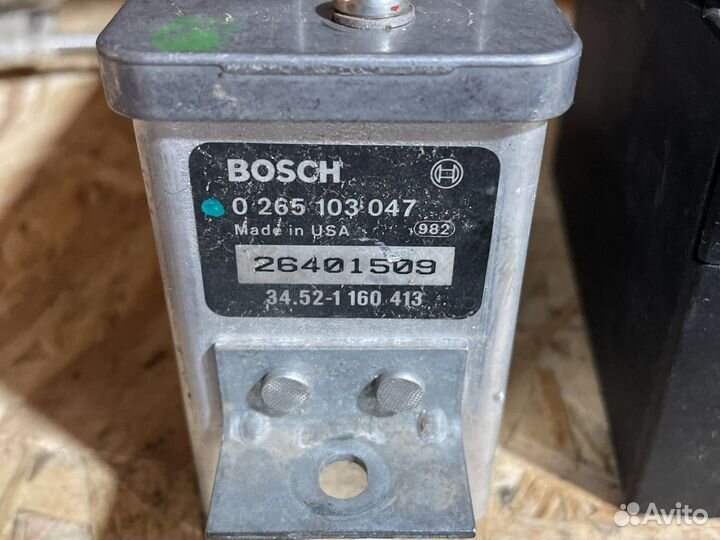 BOSCH
0 265 103 047
Made in USA 982
26401509
34.52-1 160 413
Avito